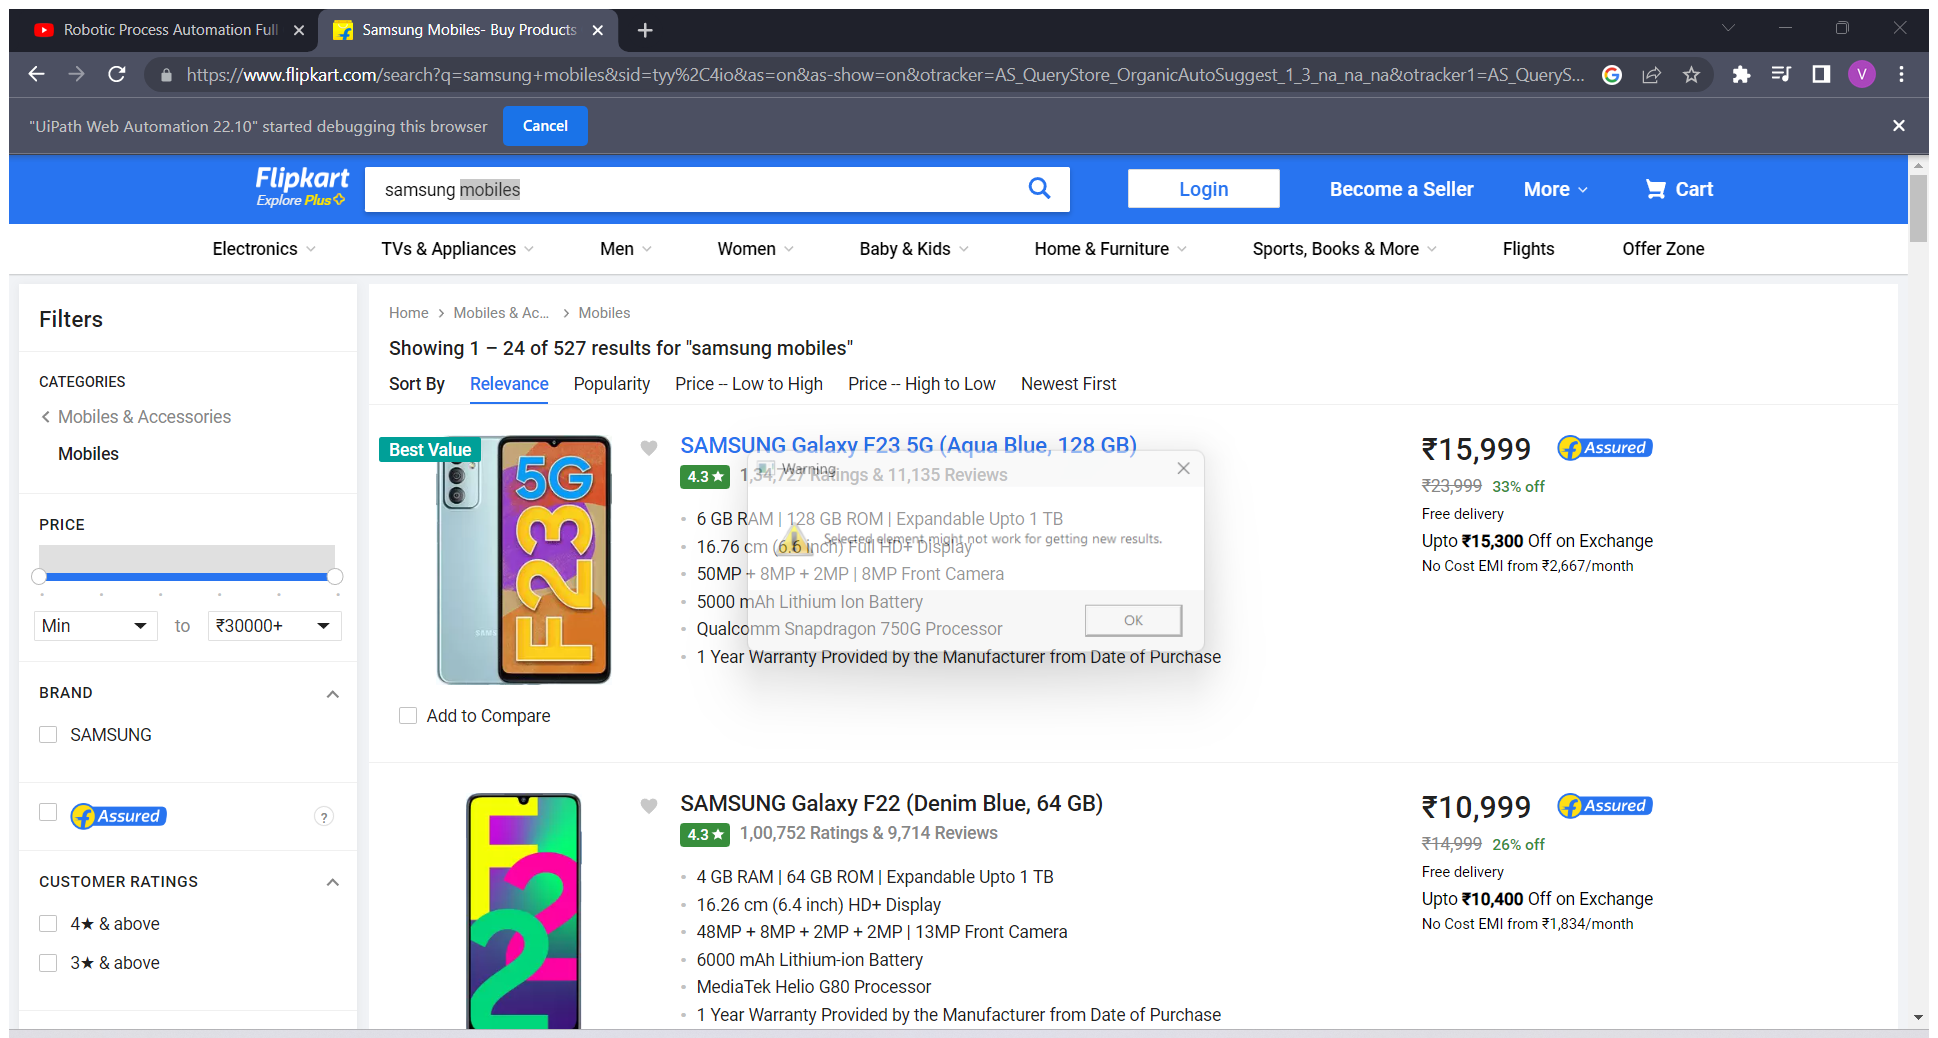 Robotic Process Automation Full
Samsung Mobiles- Buy Products
https://www.flipkart.com/search?q=samsung+mobiles&sid=tyy%2C4io&as=on&as-show=on&otracker=AS_QueryStore_OrganicAutoSuggest_1_3_na_na_na&otracker1=AS_QueryS...
V
"UiPath Web Automation 22.10" started debugging this browser
Cancel
Flipkart
Explore Plus
samsung mobiles
Login
Become a Seller
More
Cart
Electronics
TVs & Appliances
Men
Women
Baby & Kids
Home & Furniture
Sports, Books & More
Flights
Offer Zone
Filters
CATEGORIES
Mobiles & Accessories
Mobiles
PRICE
Min
to
₹30000+
BRAND
SAMSUNG
Assured
?
CUSTOMER RATINGS
4★ & above
3★ & above
Home > Mobiles & Ac... > Mobiles
Showing 1 – 24 of 527 results for "samsung mobiles"
Sort By Relevance Popularity Price -- Low to High Price -- High to Low Newest First
Best Value
5G
F23
SAMSUNG Galaxy F23 5G (Aqua Blue, 128 GB)
4.3★ 1,34,727 Ratings & 11,135 Reviews
6 GB RAM | 128 GB ROM | Expandable Upto 1 TB
16.76 cm (6.6 inch) Full HD+ Display
50MP + 8MP + 2MP | 8MP Front Camera
5000 mAh Lithium Ion Battery
Qualcomm Snapdragon 750G Processor
1 Year Warranty Provided by the Manufacturer from Date of Purchase
Add to Compare
Warning
Selected element might not work for getting new results.
OK
₹15,999
Assured
₹23,999 33% off
Free delivery
Upto ₹15,300 Off on Exchange
No Cost EMI from ₹2,667/month
F22
SAMSUNG Galaxy F22 (Denim Blue, 64 GB)
4.3★ 1,00,752 Ratings & 9,714 Reviews
4 GB RAM | 64 GB ROM | Expandable Upto 1 TB
16.26 cm (6.4 inch) HD+ Display
48MP + 8MP + 2MP + 2MP | 13MP Front Camera
6000 mAh Lithium-ion Battery
MediaTek Helio G80 Processor
1 Year Warranty Provided by the Manufacturer from Date of Purchase
₹10,999
Assured
₹14,999 26% off
Free delivery
Upto ₹10,400 Off on Exchange
No Cost EMI from ₹1,834/month